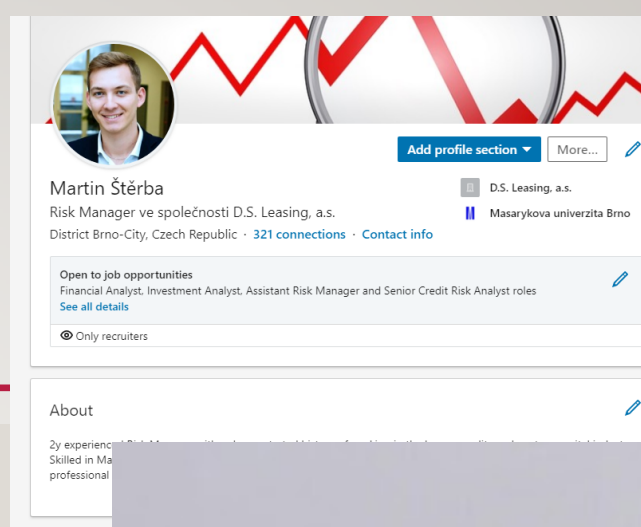 Add profile section
More...
Martin Štěrba
D.S. Leasing, a.s.
Risk Manager ve společnosti D.S. Leasing, a.s.
Masarykova univerzita Brno
District Brno-City, Czech Republic · 321 connections · Contact info
Open to job opportunities
Financial Analyst, Investment Analyst, Assistant Risk Manager and Senior Credit Risk Analyst roles
See all details
Only recruiters
About
2y
Skilled in
professional